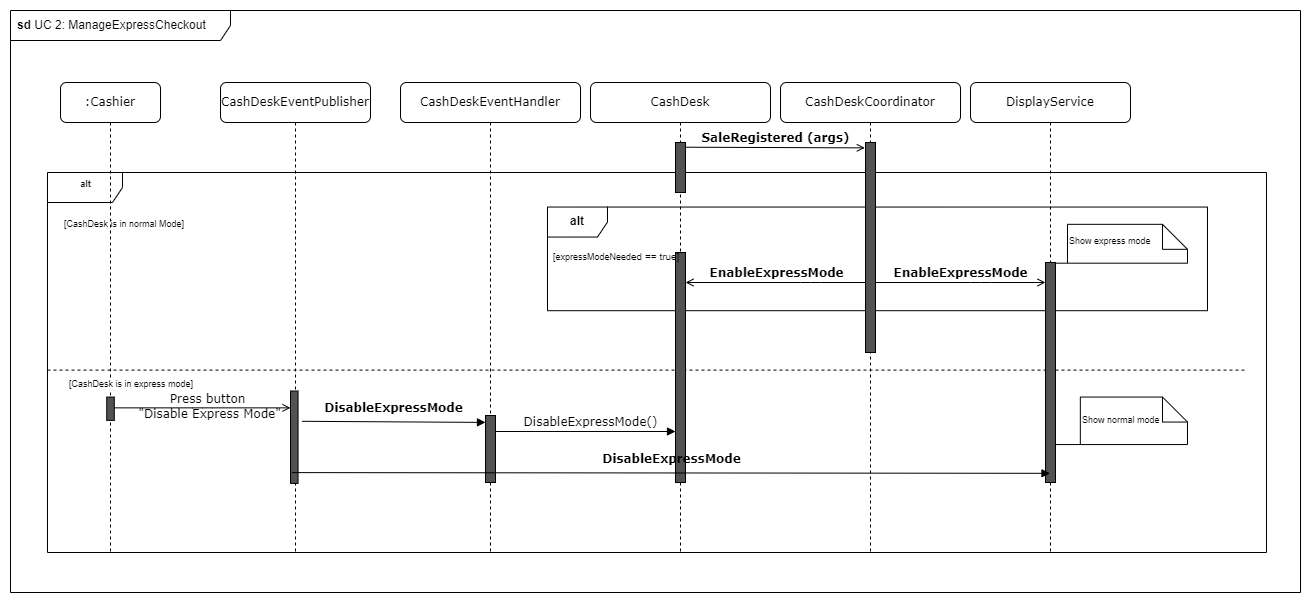 sd UC 2: ManageExpressCheckout
:Cashier
CashDeskEventPublisher
CashDeskEventHandler
CashDesk
CashDeskCoordinator
DisplayService
SaleRegistered (args)
alt
[CashDesk is in normal Mode]
alt
[expressModeNeeded == true]
Show express mode
EnableExpressMode
EnableExpressMode
[CashDesk is in express mode]
Press button
"Disable Express Mode"
DisableExpressMode
DisableExpressMode()
Show normal mode
DisableExpressMode